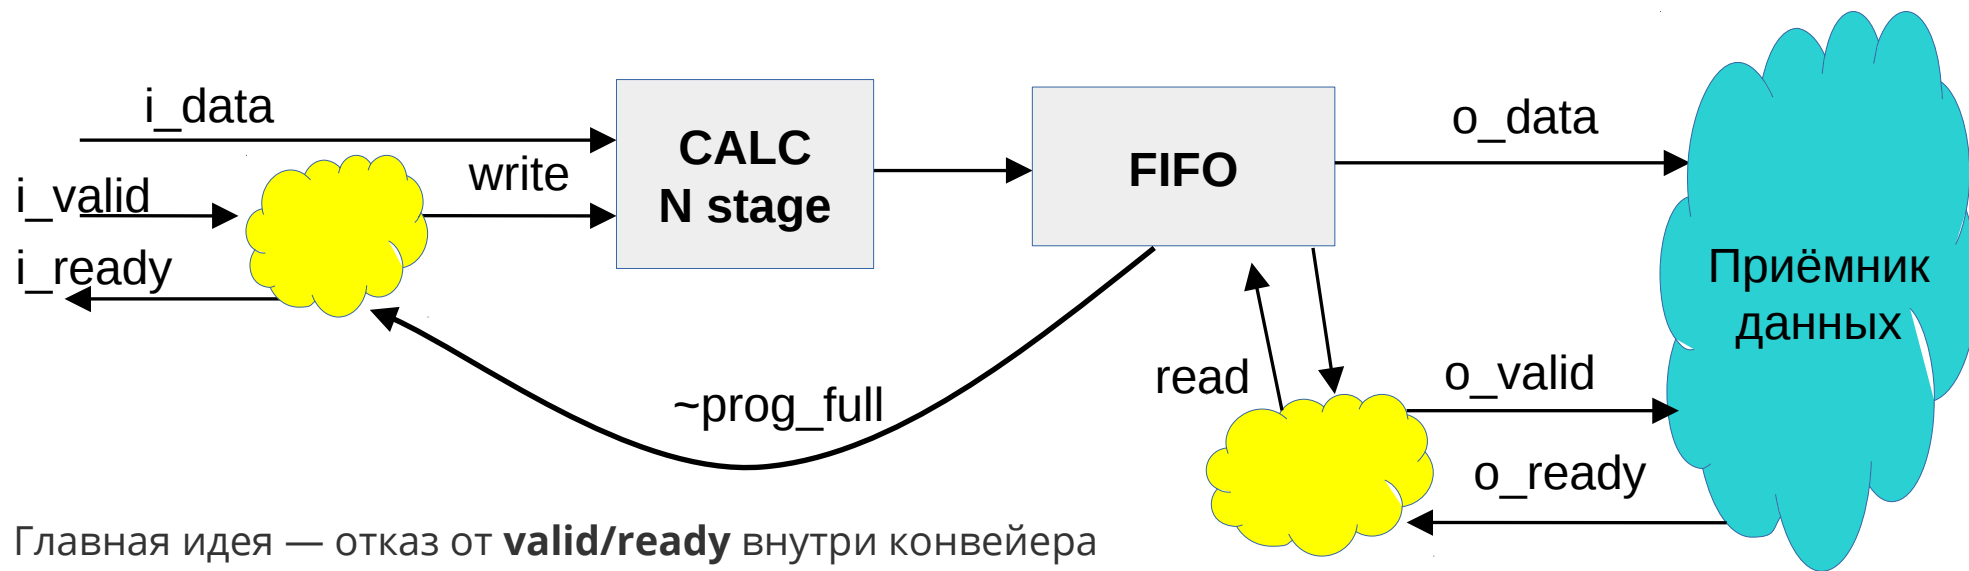 i_data
i_valid
i_ready
write
CALC
N stage
FIFO
o_data
Приёмник
данных
~prog_full
read
o_valid
o_ready
Главная идея — отказ от valid/ready внутри конвейера